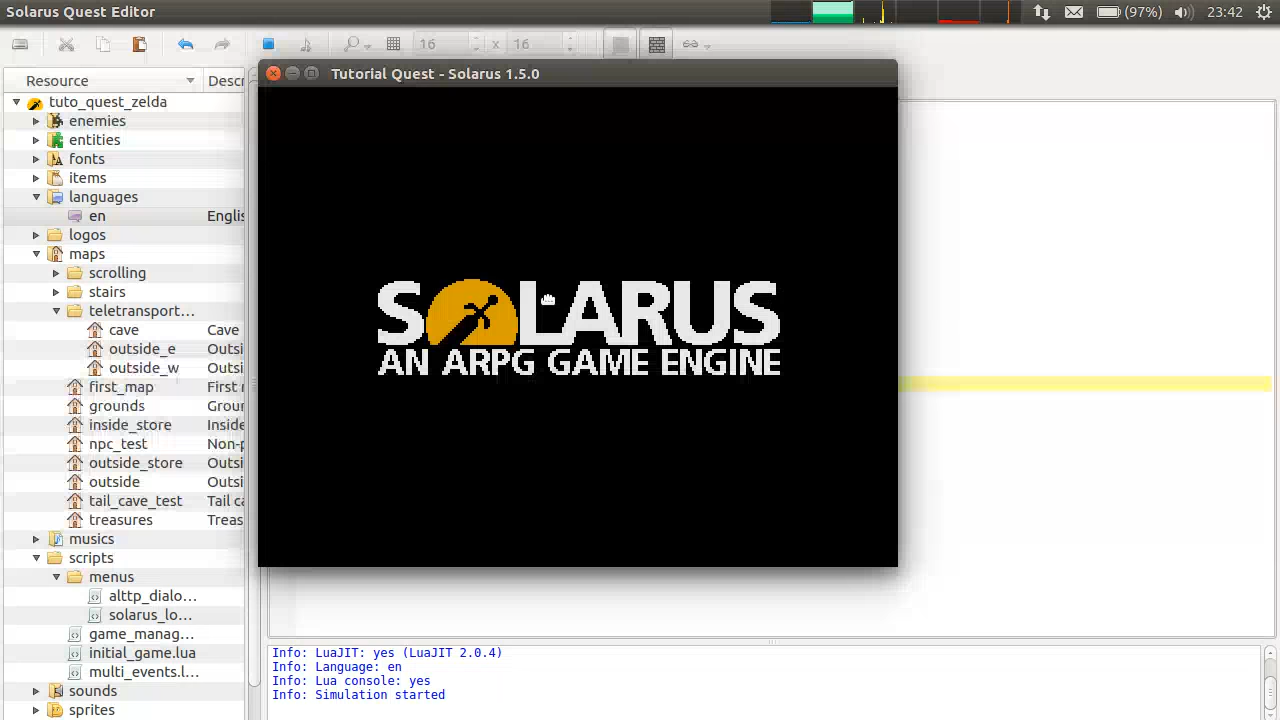 Solarus Quest Editor
(97%)
23:42
16 x 16
Resource
Descr
Tutorial Quest - Solarus 1.5.0
tuto_quest_zelda
enemies
entities
fonts
items
languages
en Englis
logos
maps
scrolling
stairs
teletransport...
cave Cave
outside_e Outsi
outside_w Outsi
first_map First r
grounds Grou
inside_store Inside
npc_test Non-p
outside_store Outsi
outside Outsi
tail_cave_test Tail ca
treasures Treas
musics
scripts
menus
alttp_dialo...
solarus_lo...
game_manag...
initial_game.lua
multi_events.l...
sounds
sprites
SOLARUS
AN ARPG GAME ENGINE
Info: LuaJIT: yes (LuaJIT 2.0.4)
Info: Language: en
Info: Lua console: yes
Info: Simulation started